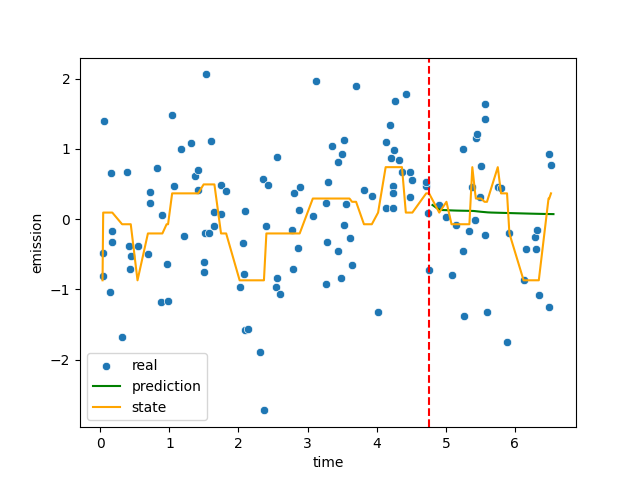 2
1
0
−1
−2
emission
real
prediction
state
0 1 2 3 4 5 6
time